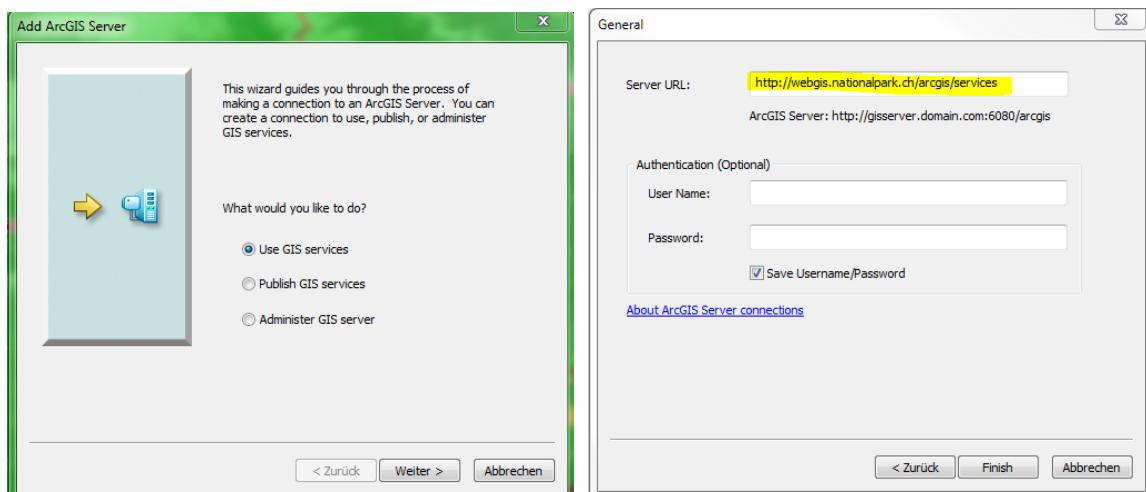 Add ArcGIS Server
This wizard guides you through the process of
making a connection to an ArcGIS Server. You can
create a connection to use, publish, or administer
GIS services.
What would you like to do?
Use GIS services
Publish GIS services
Administer GIS server
< Zurück
Weiter >
Abbrechen
General
Server URL:
http://webgis.nationalpark.ch/arcgis/services
ArcGIS Server: http://gisserver.domain.com:6080/arcgis
Authentication (Optional)
User Name:
Password:
Save Username/Password
About ArcGIS Server connections
< Zurück
Finish
Abbrechen